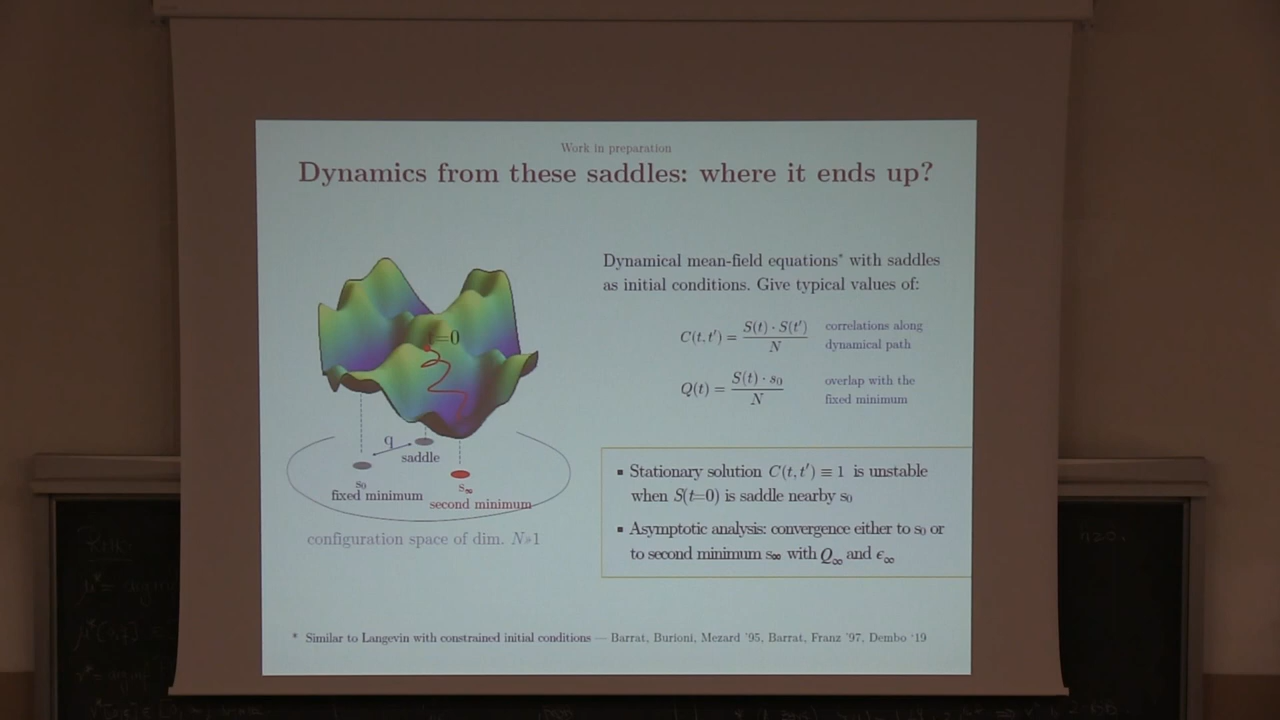 Work in preparation
Dynamics from these saddles: where it ends up?
Dynamical mean-field equations* with saddles
as initial conditions. Give typical values of:
C(t, t′) = S(t) · S(t′) / N
correlations along
dynamical path
Q(t) = S(t) · s₀ / N
overlap with the
fixed minimum
t=0
q
saddle
s₀
fixed minimum
s∞
second minimum
configuration space of dim. N»1
▪ Stationary solution C(t, t′) ≡ 1 is unstable
when S(t=0) is saddle nearby s₀
▪ Asymptotic analysis: convergence either to s₀ or
to second minimum s∞ with Q∞ and ϵ∞
* Similar to Langevin with constrained initial conditions — Barrat, Burioni, Mezard '95, Barrat, Franz '97, Dembo '19